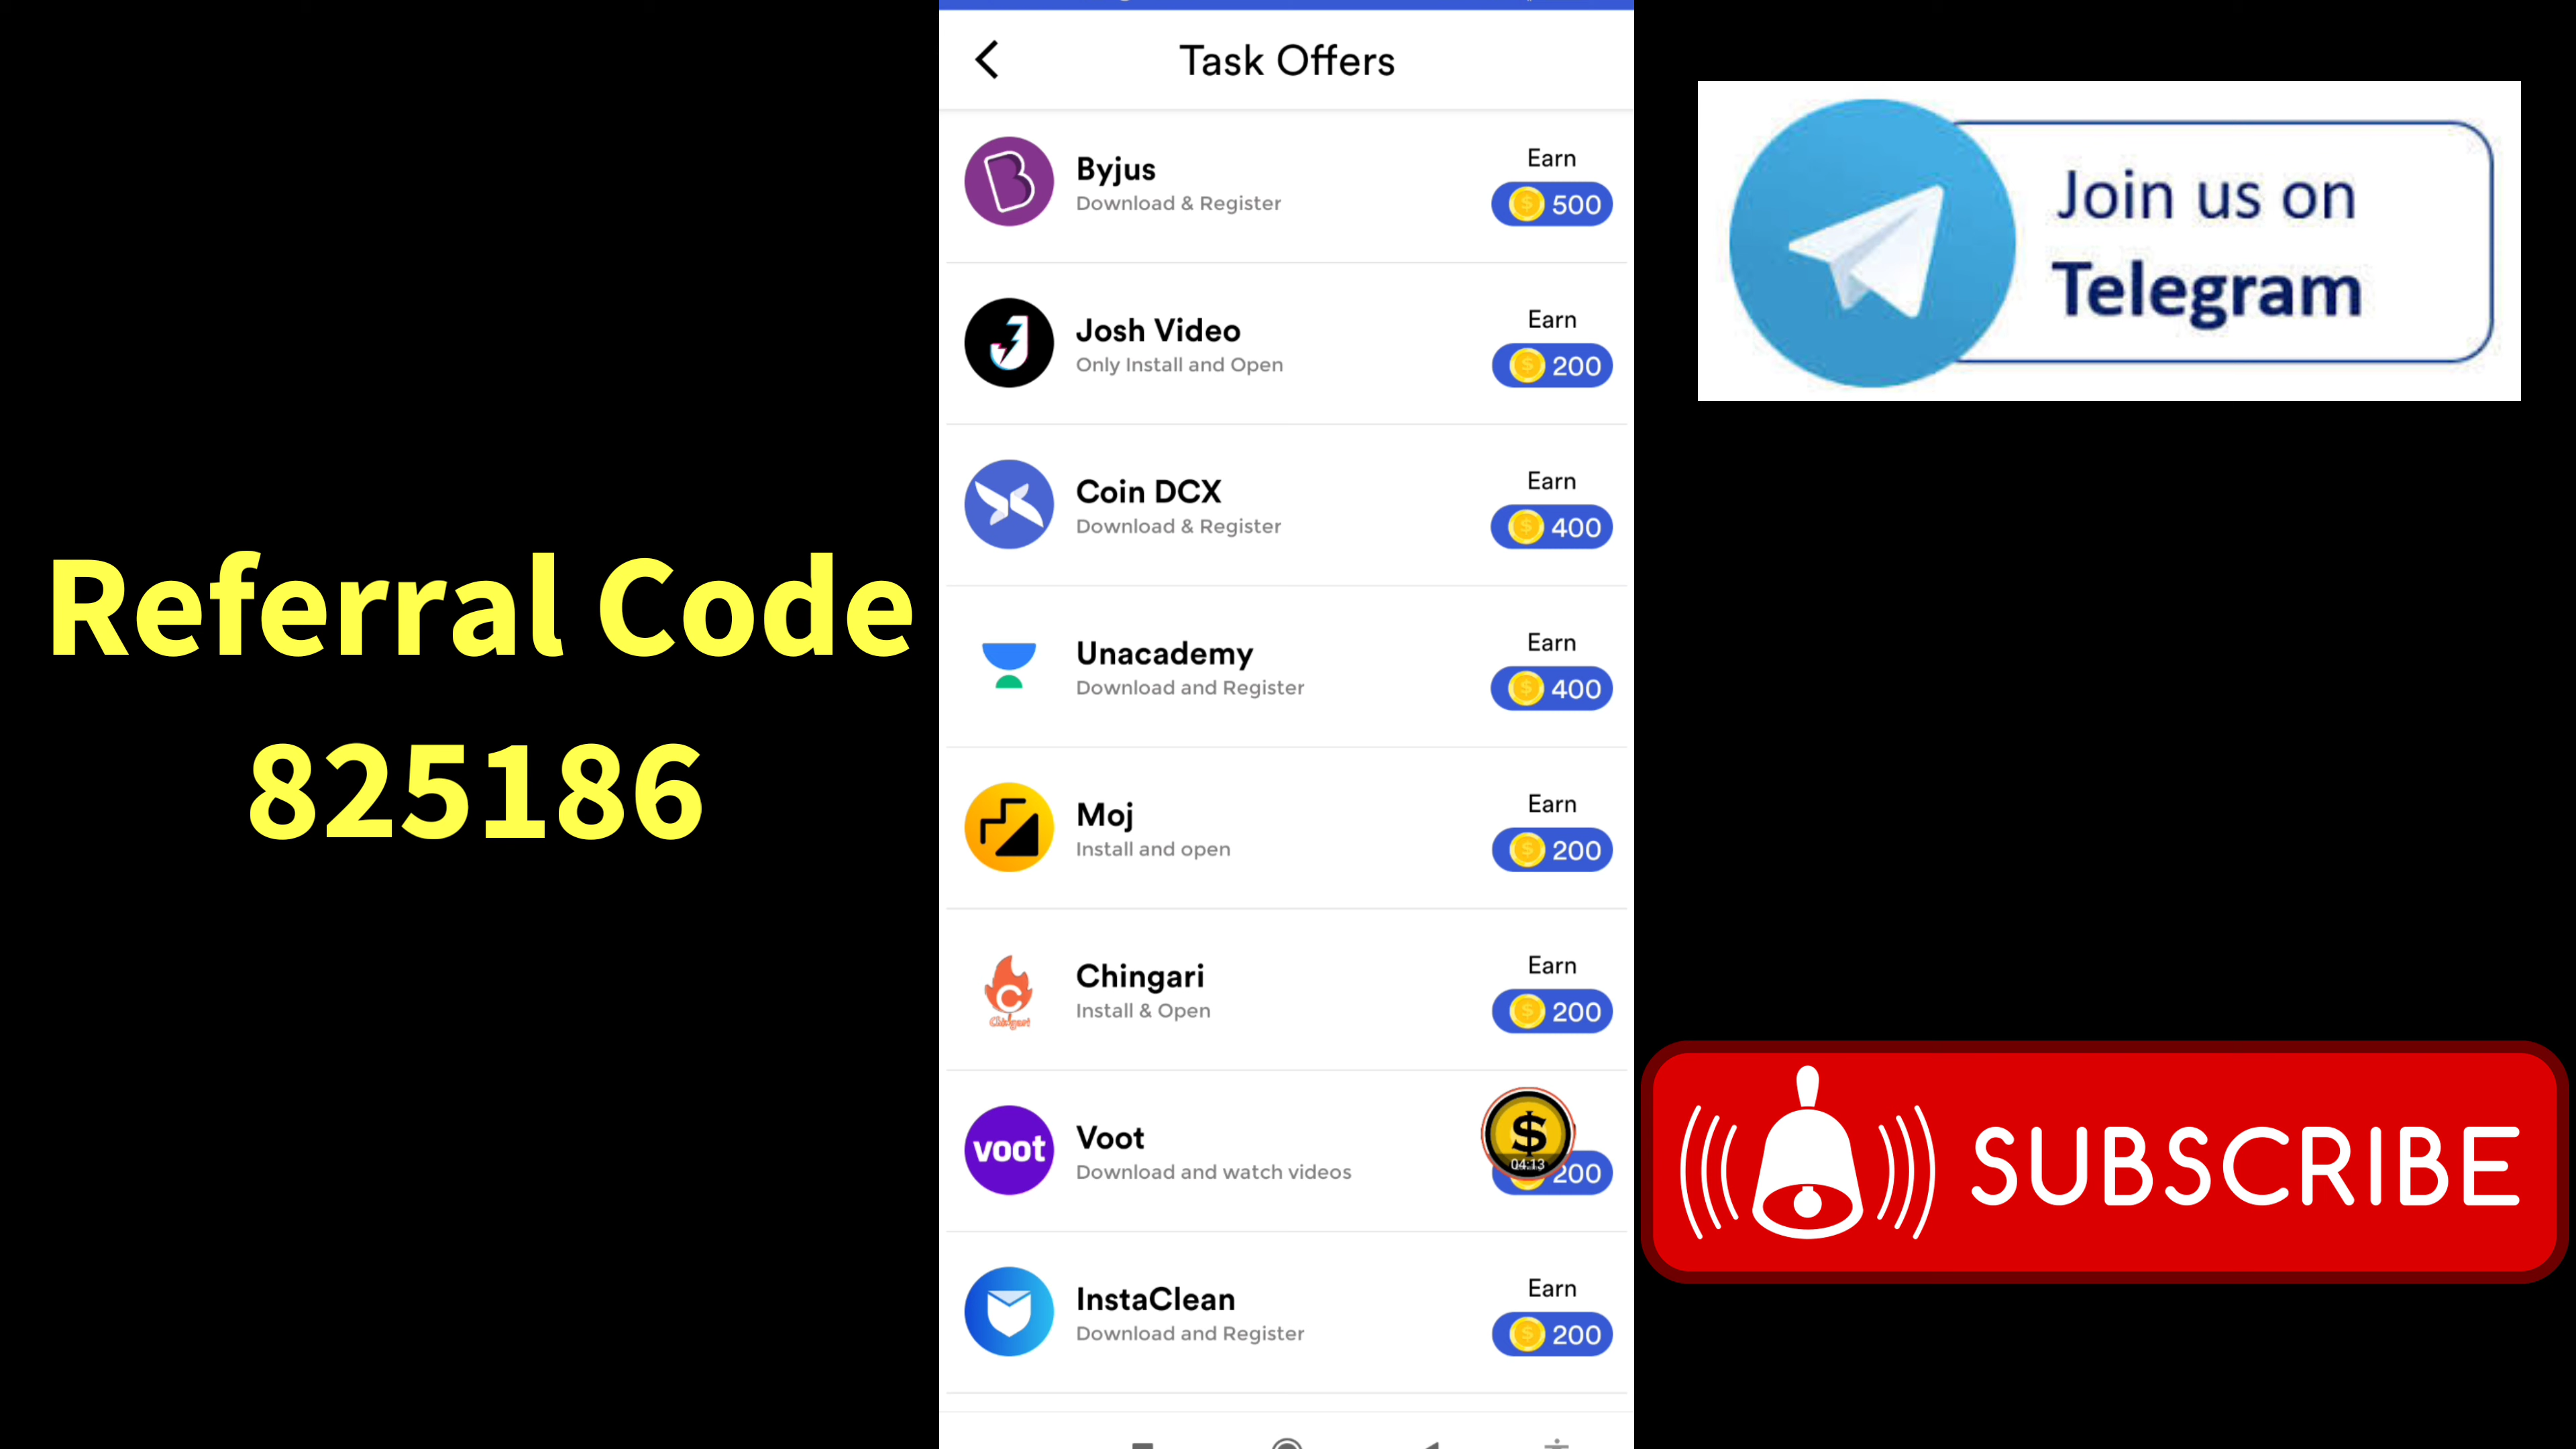 Task Offers
Byjus
Download & Register
Earn
500
Josh Video
Only Install and Open
Earn
200
Coin DCX
Download & Register
Earn
400
Unacademy
Download and Register
Earn
400
Moj
Install and open
Earn
200
Chingari
Chingari
Install & Open
Earn
200
voot
Voot
Download and watch videos
04:13
200
InstaClean
Download and Register
Earn
200
Referral Code
825186
Join us on
Telegram
SUBSCRIBE